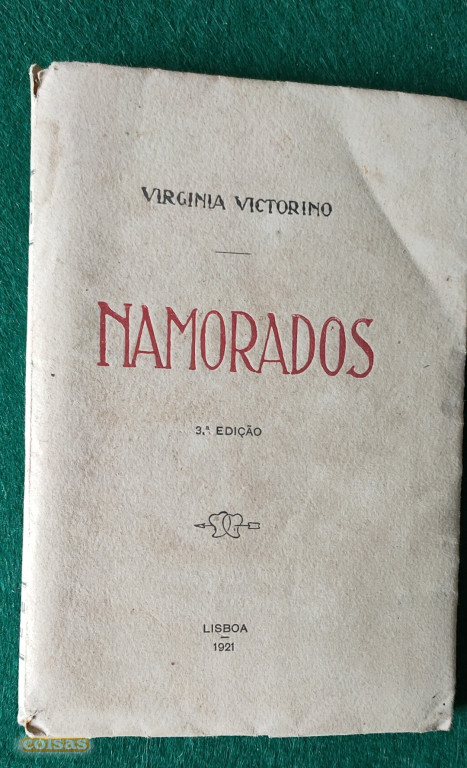 VIRGINIA VICTORINO
NAMORADOS
3.ª EDIÇÃO
LISBOA
1921
coisas